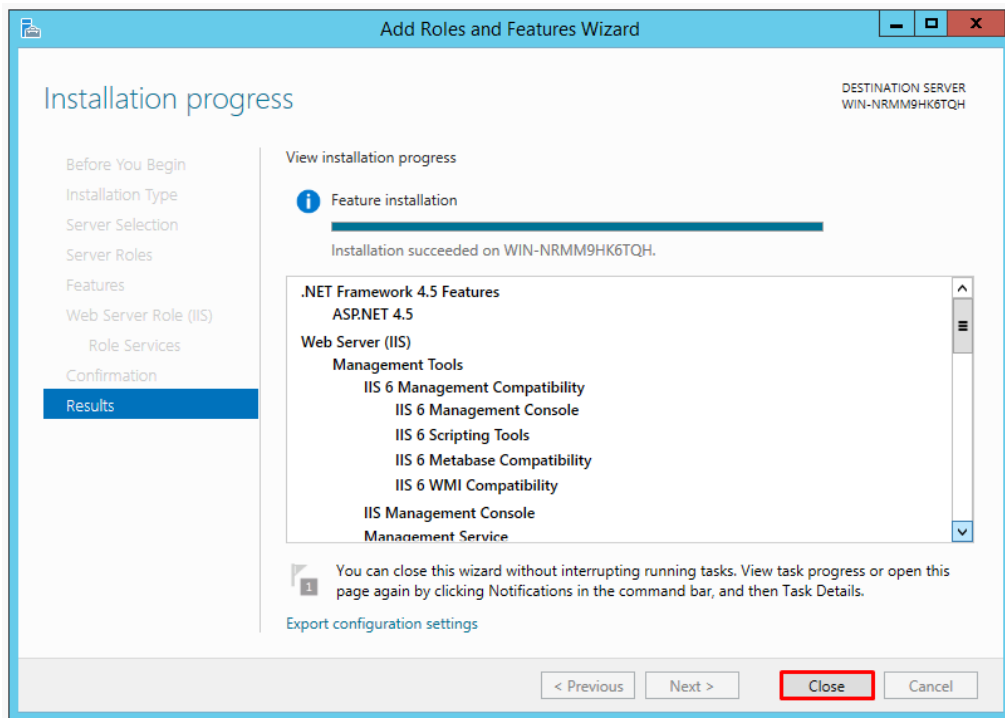 Add Roles and Features Wizard
Installation progress
DESTINATION SERVER
WIN-NRMM9HK6TQH
Before You Begin
Installation Type
Server Selection
Server Roles
Features
Web Server Role (IIS)
Role Services
Confirmation
Results
View installation progress
Feature installation
Installation succeeded on WIN-NRMM9HK6TQH.
.NET Framework 4.5 Features
ASP.NET 4.5
Web Server (IIS)
Management Tools
IIS 6 Management Compatibility
IIS 6 Management Console
IIS 6 Scripting Tools
IIS 6 Metabase Compatibility
IIS 6 WMI Compatibility
IIS Management Console
Management Service
1
You can close this wizard without interrupting running tasks. View task progress or open this
page again by clicking Notifications in the command bar, and then Task Details.
Export configuration settings
< Previous
Next >
Close
Cancel